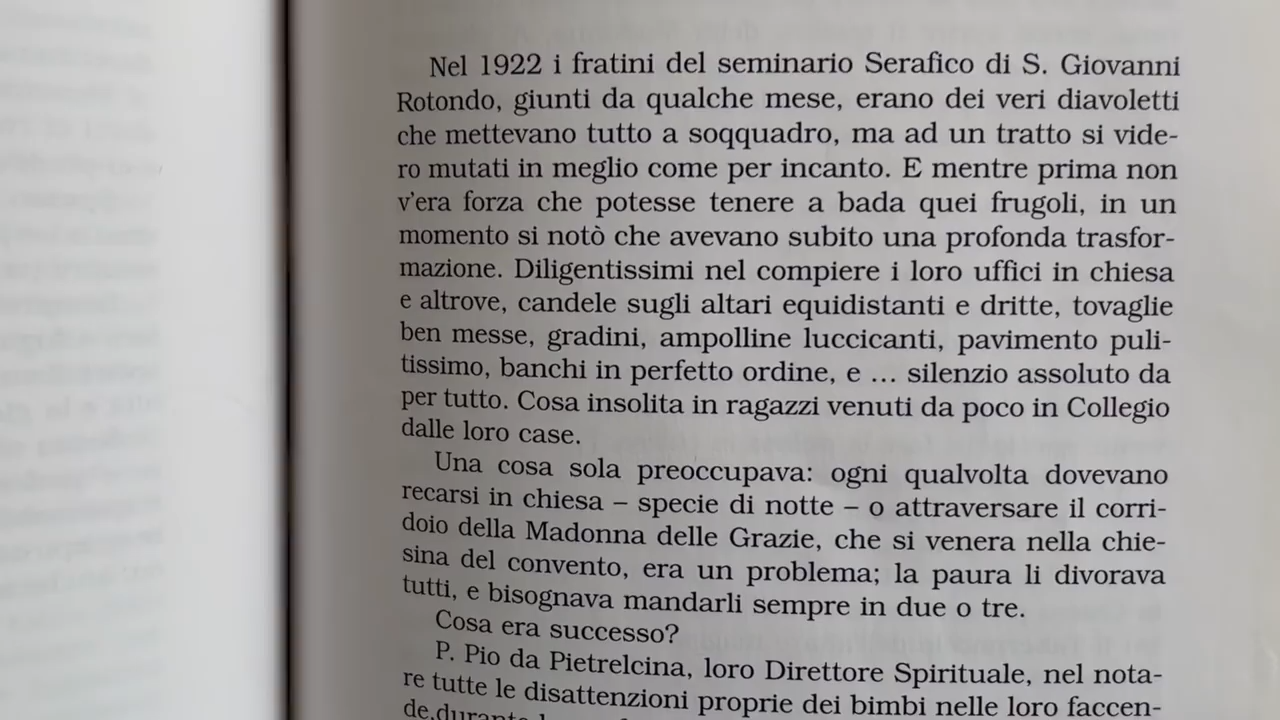 Nel 1922 i fratini del seminario Serafico di S. Giovanni
Rotondo, giunti da qualche mese, erano dei veri diavoletti
che mettevano tutto a soqquadro, ma ad un tratto si vide-
ro mutati in meglio come per incanto. E mentre prima non
v'era forza che potesse tenere a bada quei frugoli, in un
momento si notò che avevano subito una profonda trasfor-
mazione. Diligentissimi nel compiere i loro uffici in chiesa
e altrove, candele sugli altari equidistanti e dritte, tovaglie
ben messe, gradini, ampolline luccicanti, pavimento puli-
tissimo, banchi in perfetto ordine, e ... silenzio assoluto da
per tutto. Cosa insolita in ragazzi venuti da poco in Collegio
dalle loro case.
Una cosa sola preoccupava: ogni qualvolta dovevano
recarsi in chiesa – specie di notte – o attraversare il corri-
doio della Madonna delle Grazie, che si venera nella chie-
sina del convento, era un problema; la paura li divorava
tutti, e bisognava mandarli sempre in due o tre.
Cosa era successo?
P. Pio da Pietrelcina, loro Direttore Spirituale, nel nota-
re tutte le disattenzioni proprie dei bimbi nelle loro faccen-
de, durante